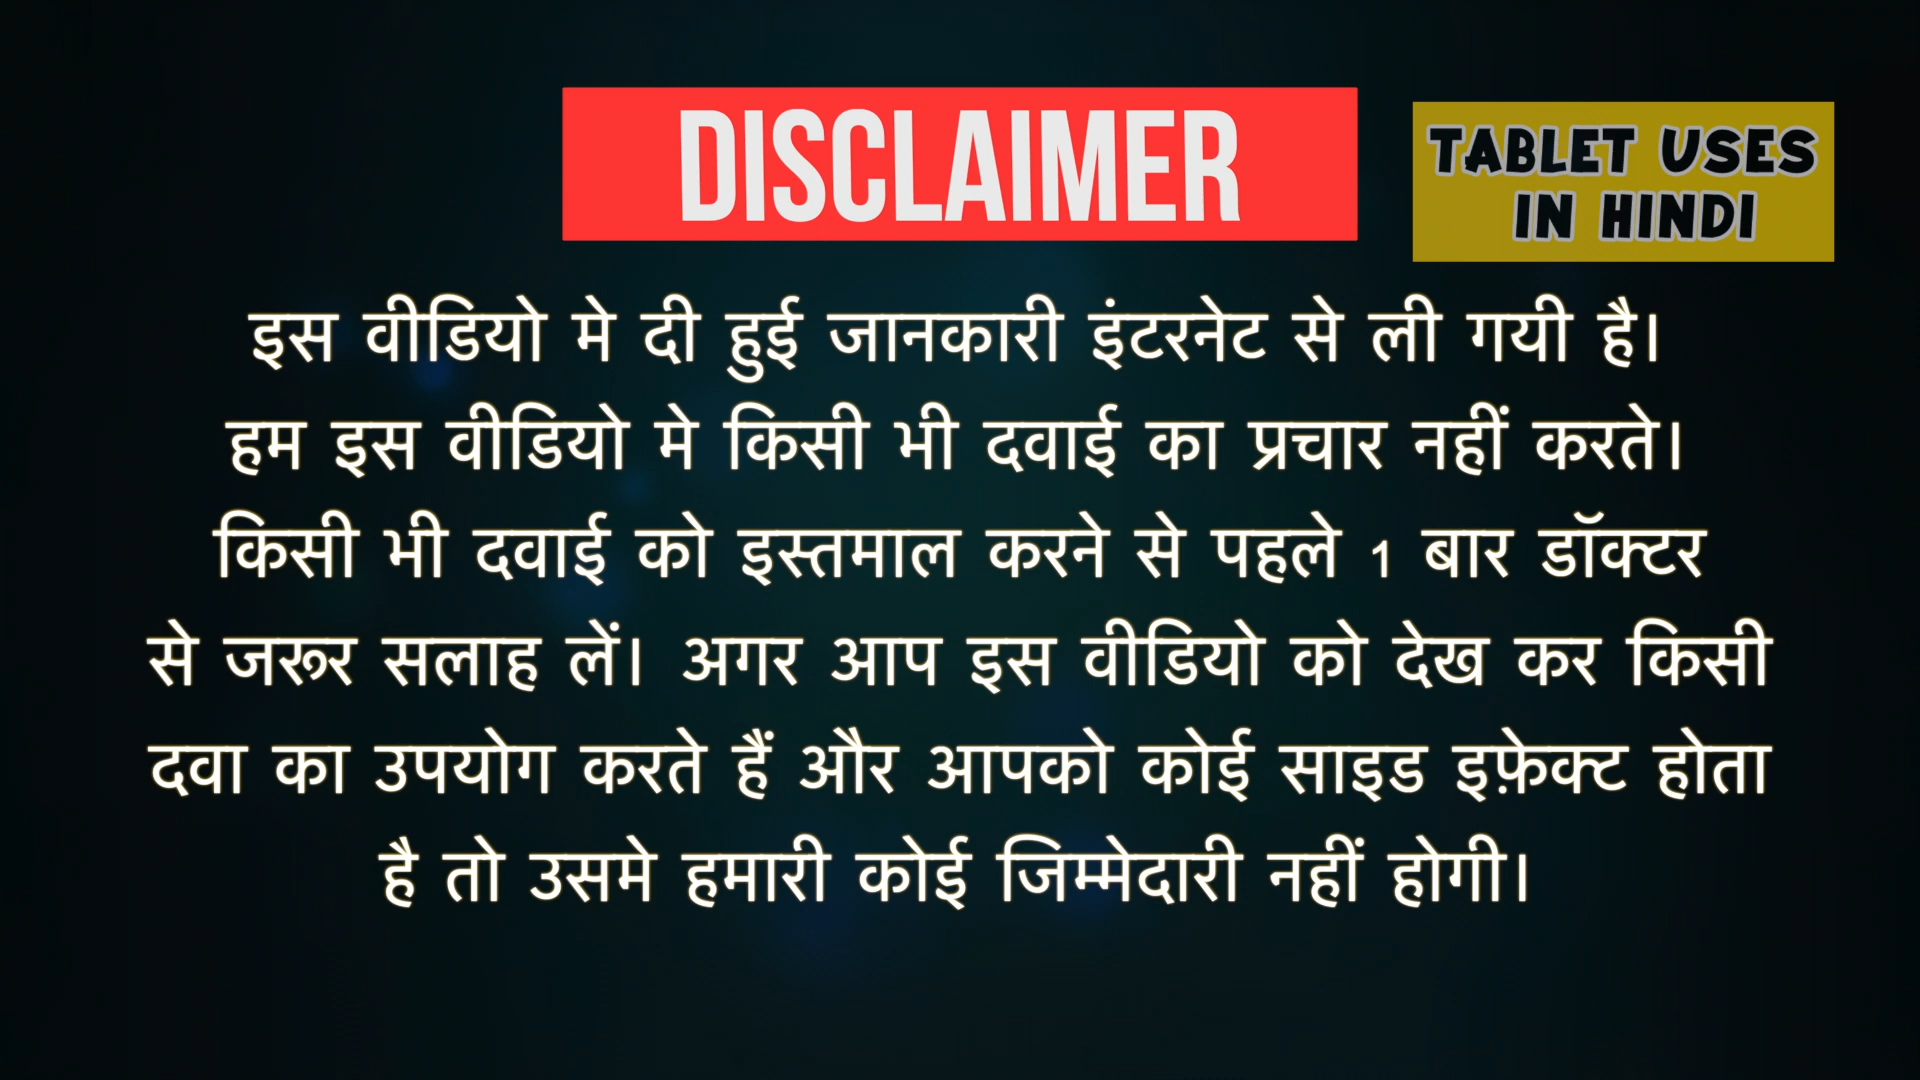 DISCLAIMER
TABLET USES
IN HINDI
इस वीडियो मे दी हुई जानकारी इंटरनेट से ली गयी है।
हम इस वीडियो मे किसी भी दवाई का प्रचार नहीं करते।
किसी भी दवाई को इस्तमाल करने से पहले 1 बार डॉक्टर
से जरूर सलाह लें। अगर आप इस वीडियो को देख कर किसी
दवा का उपयोग करते हैं और आपको कोई साइड इफ़ेक्ट होता
है तो उसमे हमारी कोई जिम्मेदारी नहीं होगी।